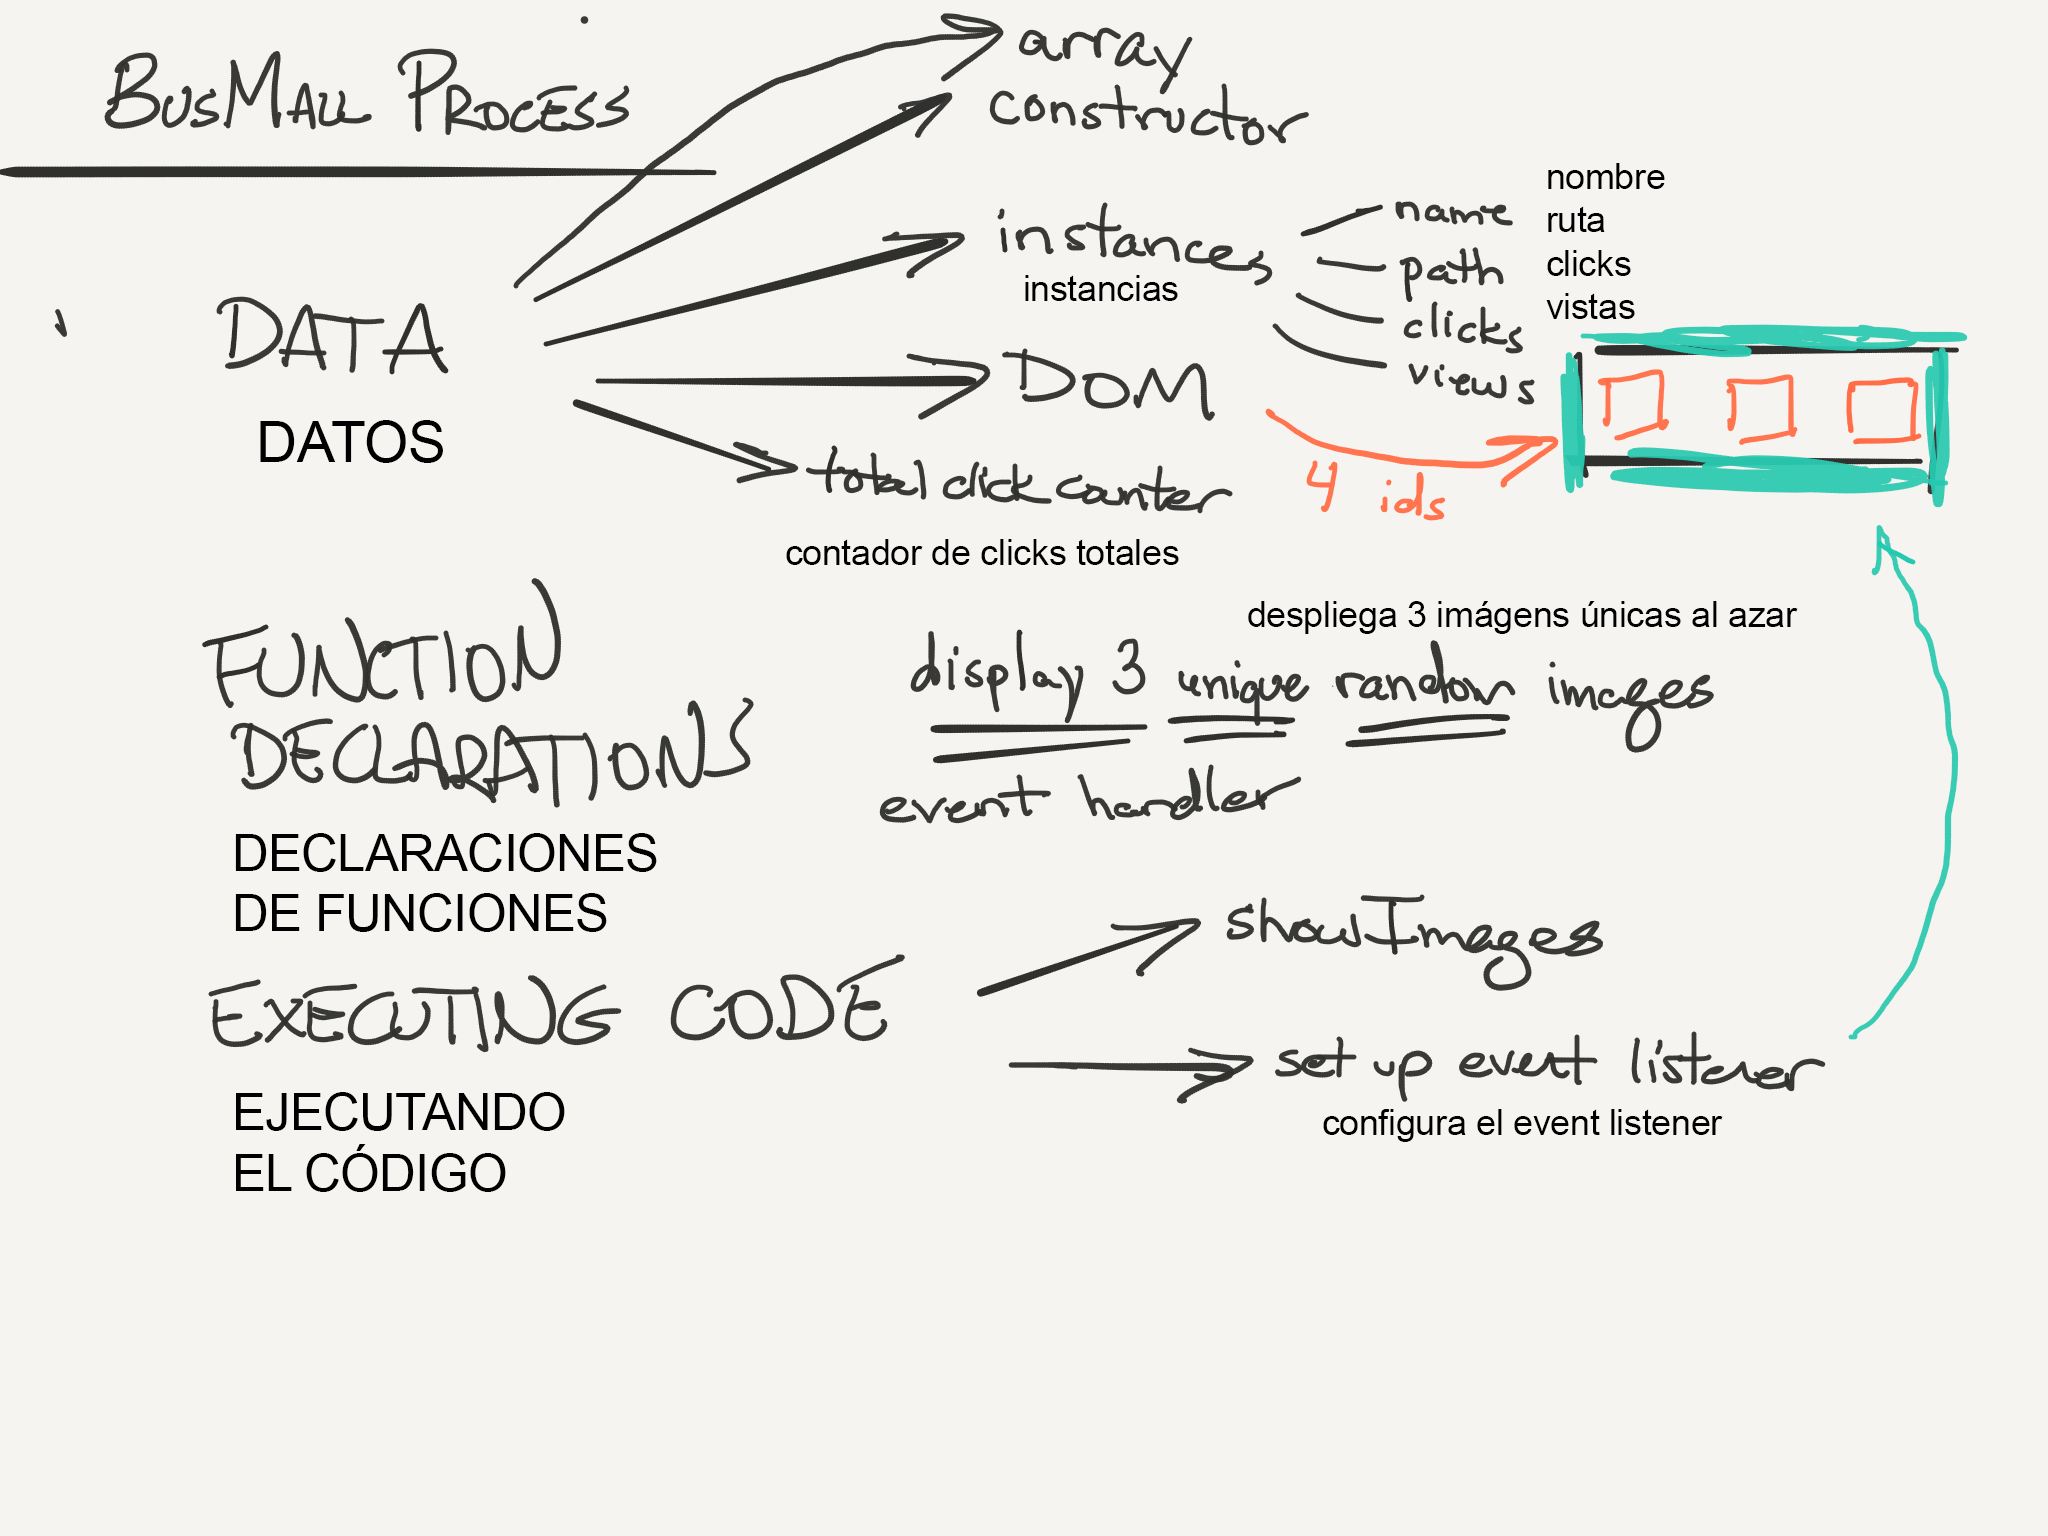 BUSMALL PROCESS
array
constructor
instances
instancias
name
path
clicks
views
nombre
ruta
clicks
vistas
DATA
DATOS
DOM
4 ids
total click counter
contador de clicks totales
FUNCTION
DECLARATIONS
DECLARACIONES
DE FUNCIONES
despliega 3 imágens únicas al azar
display 3 unique random images
event handler
EXECUTING CODE
EJECUTANDO
EL CÓDIGO
showImages
set up event listener
configura el event listener